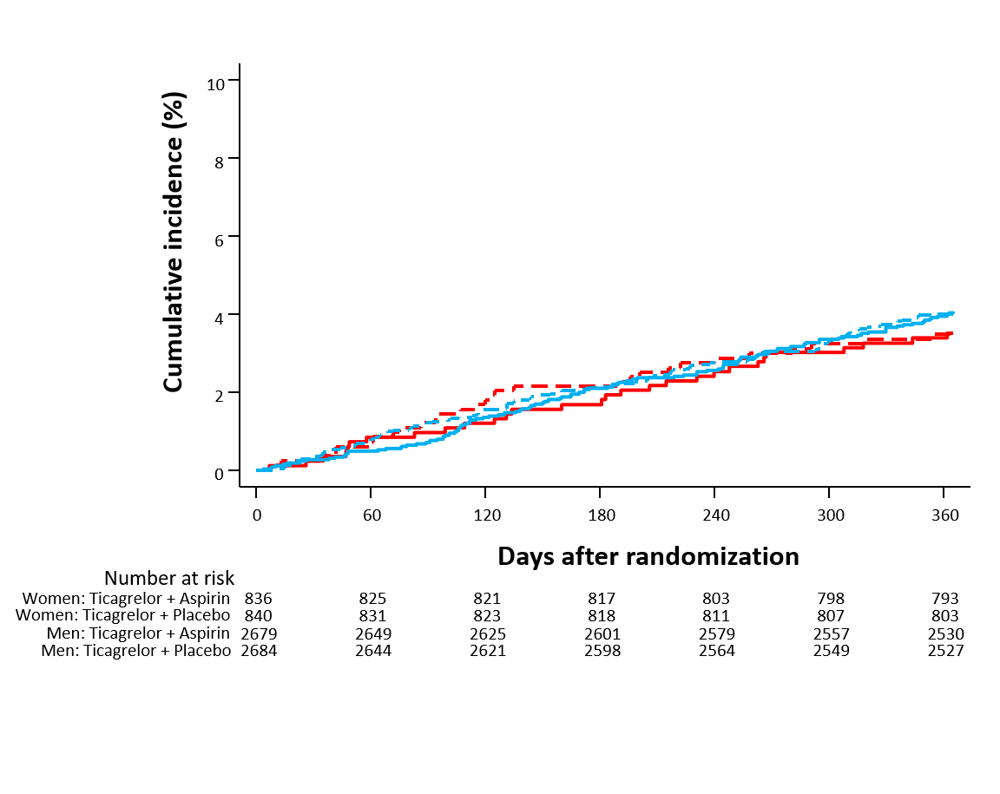 Cumulative incidence (%)
10
8
6
4
2
0
0 60 120 180 240 300 360
Days after randomization
Number at risk
Women: Ticagrelor + Aspirin 836 825 821 817 803 798 793
Women: Ticagrelor + Placebo 840 831 823 818 811 807 803
Men: Ticagrelor + Aspirin 2679 2649 2625 2601 2579 2557 2530
Men: Ticagrelor + Placebo 2684 2644 2621 2598 2564 2549 2527